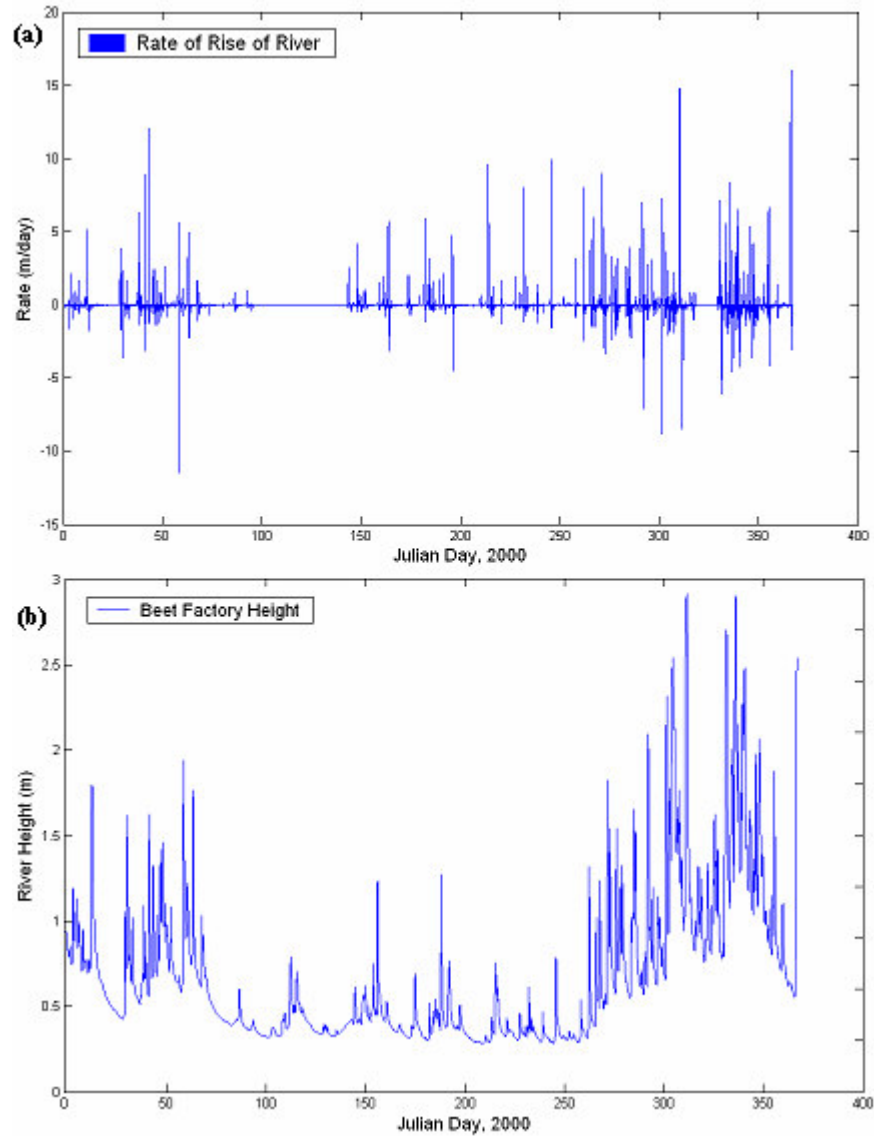 (a)
Rate of Rise of River
20
15
10
5
0
-5
-10
-15
Rate (m/day)
0 50 100 150 200 250 300 350 400
Julian Day, 2000
(b)
Beet Factory Height
3
2.5
2
1.5
1
0.5
0
River Height (m)
0 50 100 150 200 250 300 350 400
Julian Day, 2000